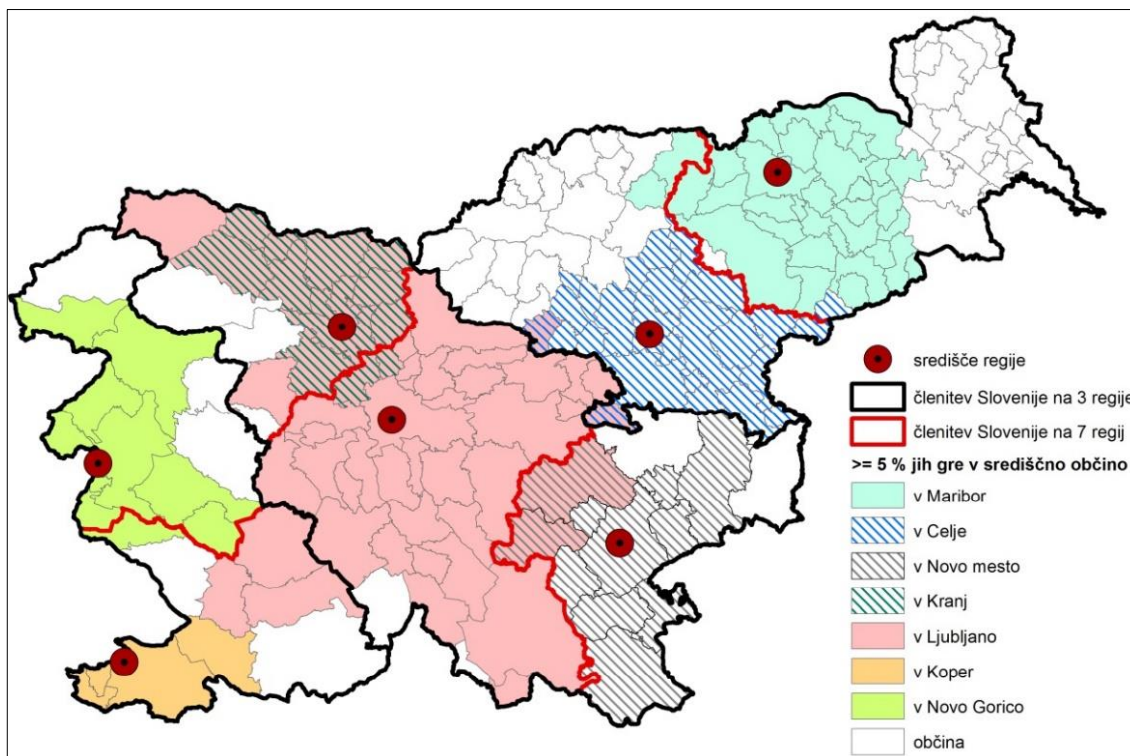 središče regije
členitev Slovenije na 3 regije
členitev Slovenije na 7 regij
>= 5 % jih gre v središčno občino
v Maribor
v Celje
v Novo mesto
v Kranj
v Ljubljano
v Koper
v Novo Gorico
občina